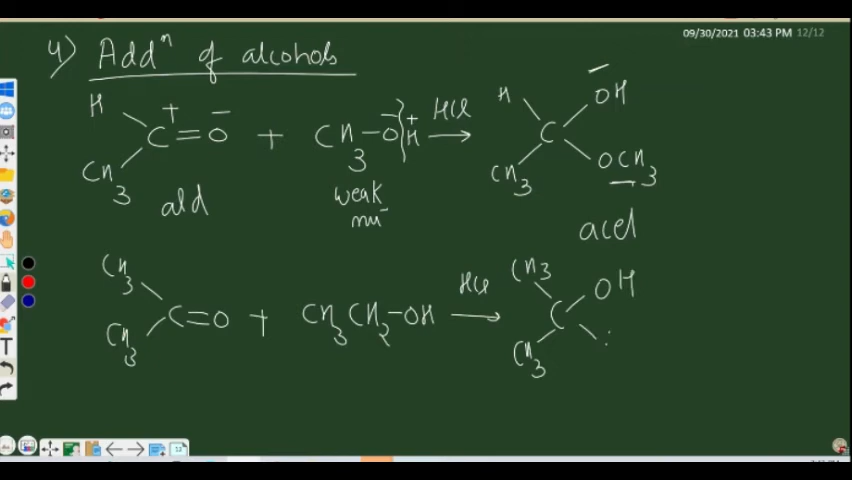 09/30/2021 03:43 PM 12/12
4) Addⁿ of alcohols
H
CH₃
C⁺=O⁻ + CH₃-O⁻}H⁺ HCl →
H
CH₃
C
OH
OCH₃
ald
weak
nu⁻
acel
CH₃
CH₃
C=O + CH₃CH₂-OH HCl →
CH₃
CH₃
C
OH
T